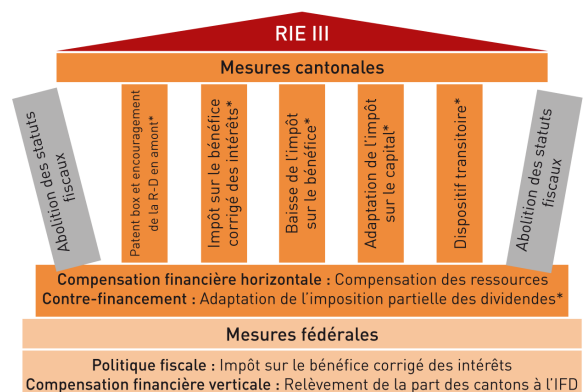 RIE III
Mesures cantonales
Abolition des statuts
fiscaux
Patent box et encouragement
de la R-D en amont*
Impôt sur le bénéfice
corrigé des intérêts*
Baisse de l'impôt
sur le bénéfice*
Adaptation de l'impôt
sur le capital*
Dispositif transitoire*
Abolition des statuts
fiscaux
Compensation financière horizontale : Compensation des ressources
Contre-financement : Adaptation de l'imposition partielle des dividendes*
Mesures fédérales
Politique fiscale : Impôt sur le bénéfice corrigé des intérêts
Compensation financière verticale : Relèvement de la part des cantons à l'IFD